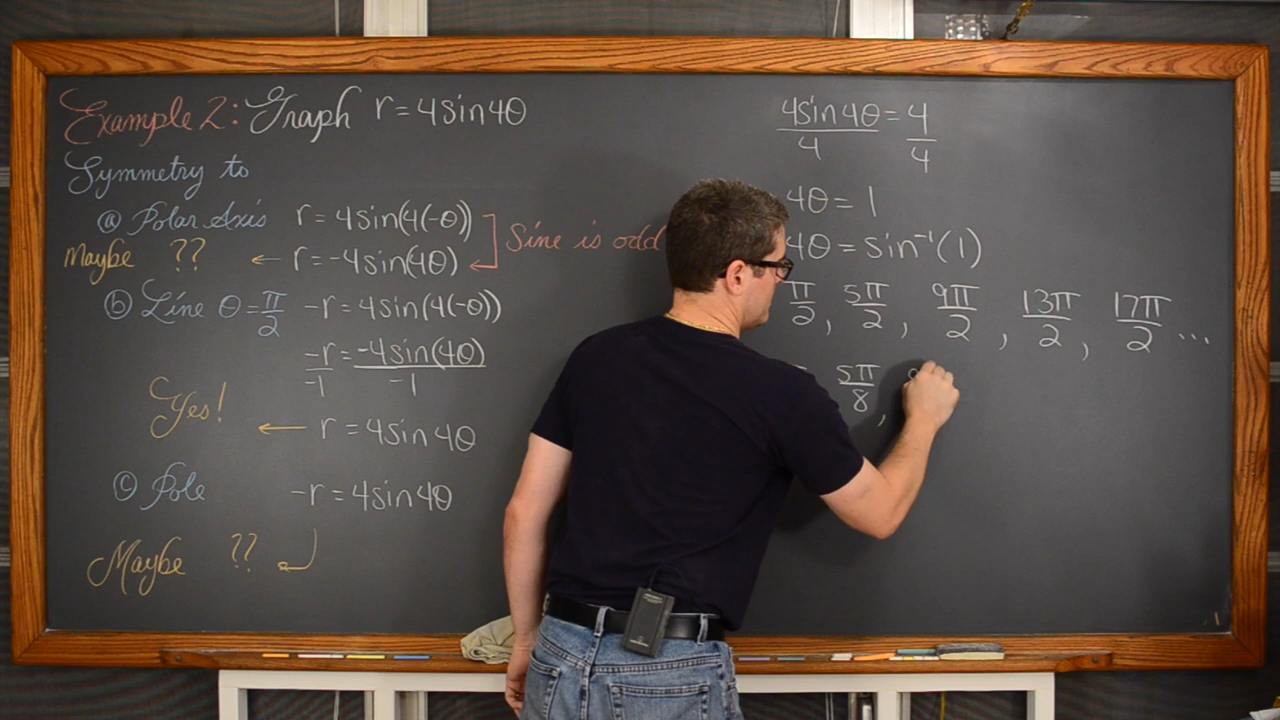 Example 2: Graph r = 4sin4θ
Symmetry to
ⓐ Polar Axis r = 4sin(4(-θ))
Maybe ?? ← r = -4sin(4θ)
Sine is odd
ⓑ Line θ = π/2 -r = 4sin(4(-θ))
-r/-1 = -4sin(4θ)/-1
Yes! ← r = 4sin4θ
ⓒ Pole -r = 4sin4θ
Maybe ??
4sin4θ/4 = 4/4
4θ = 1
4θ = sin⁻¹(1)
π/2, 5π/2, 9π/2, 13π/2, 17π/2 ...
5π/8,